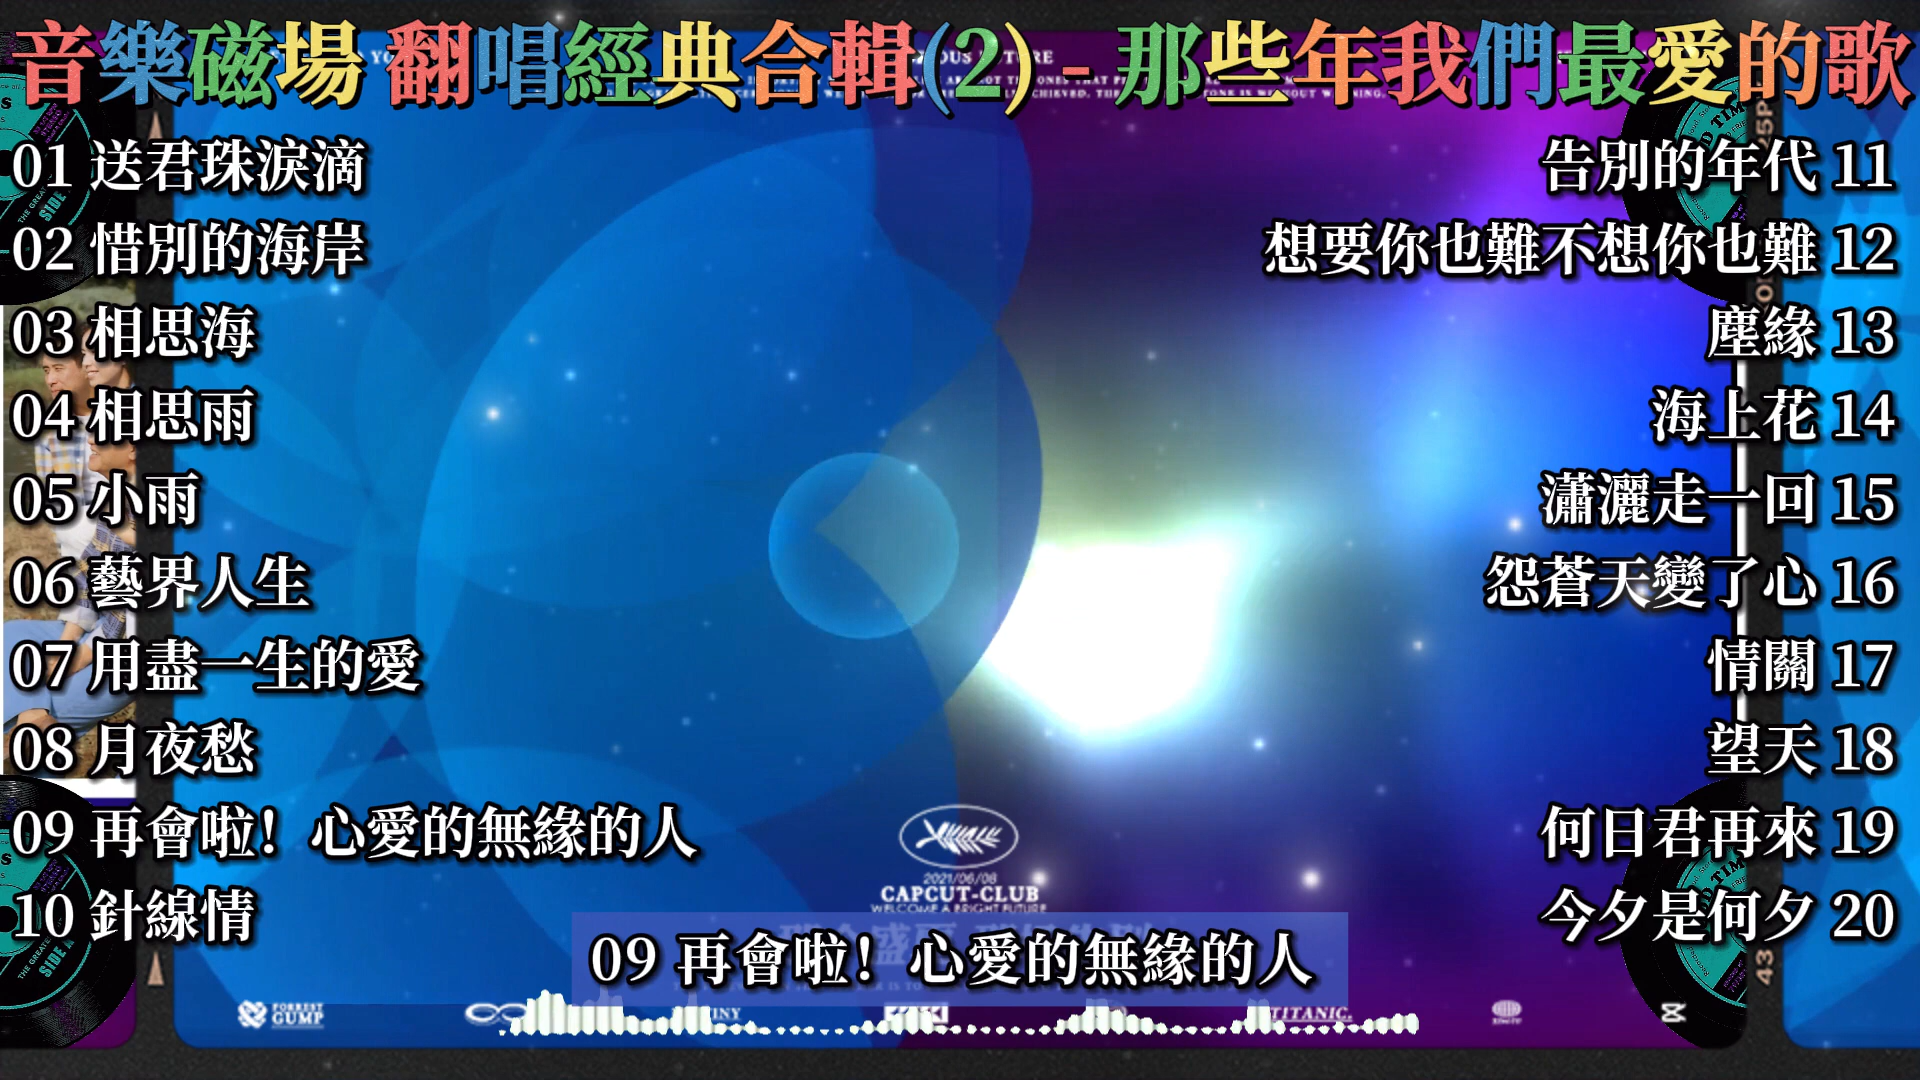 音樂磁場 翻唱經典合輯(2) - 那些年我們最愛的歌
01 送君珠淚滴
02 惜別的海岸
03 相思海
04 相思雨
05 小雨
06 藝界人生
07 用盡一生的愛
08 月夜愁
09 再會啦！心愛的無緣的人
10 針線情
告別的年代 11
想要你也難不想你也難 12
塵緣 13
海上花 14
瀟灑走一回 15
怨蒼天變了心 16
情關 17
望天 18
何日君再來 19
今夕是何夕 20
2021/06/08
CAPCUT-CLUB
WELCOME A BRIGHT FUTURE
09 再會啦！心愛的無緣的人
FORREST
GUMP
TITANIC.